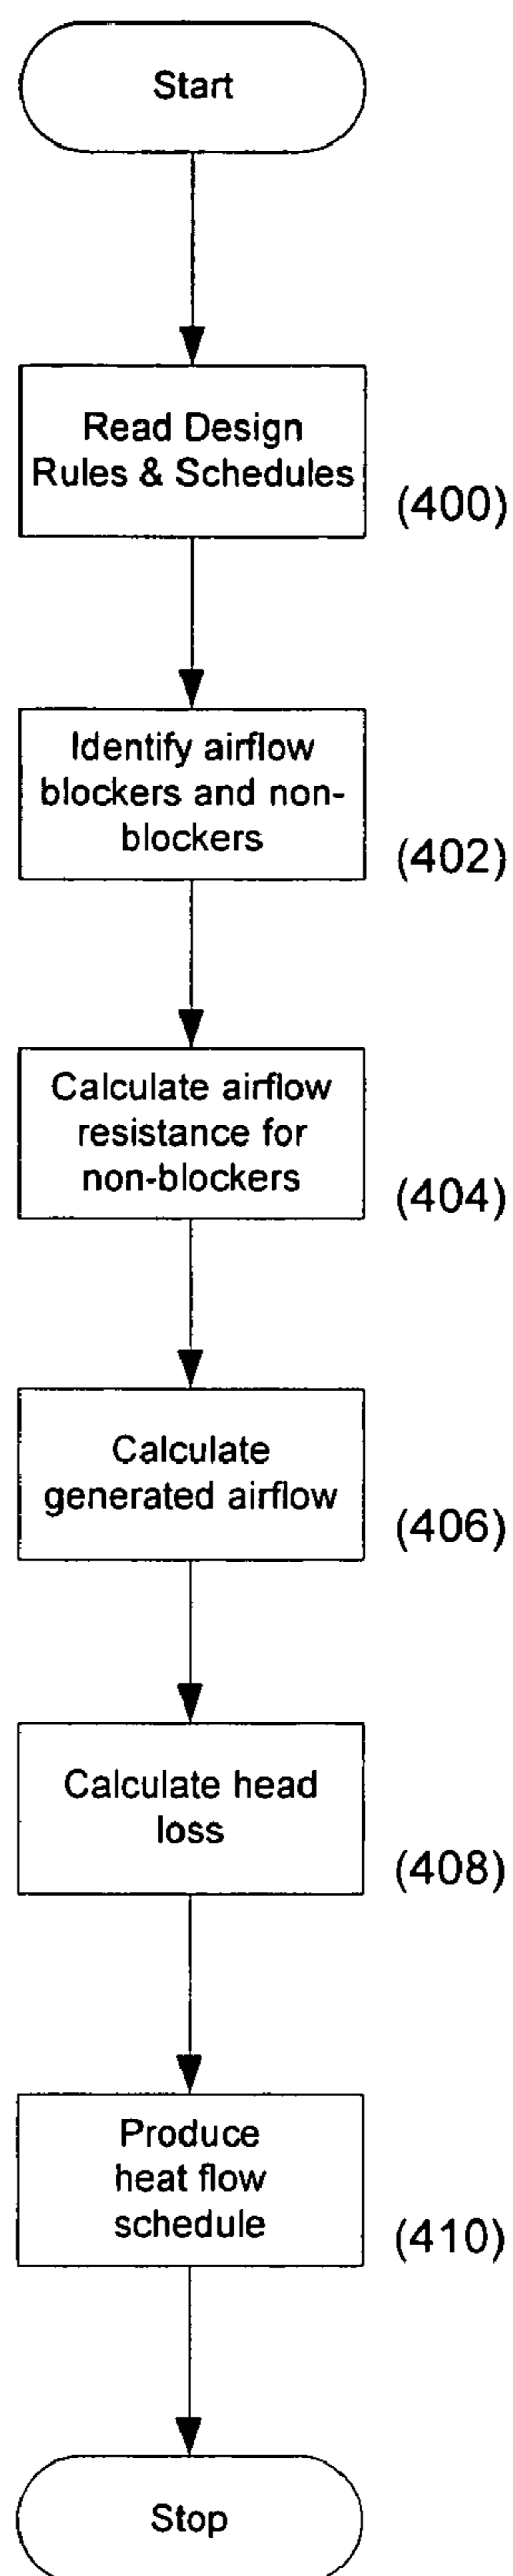 Start
Read Design
Rules & Schedules
(400)
Identify airflow
blockers and non-
blockers
(402)
Calculate airflow
resistance for
non-blockers
(404)
Calculate
generated airflow
(406)
Calculate head
loss
(408)
Produce
heat flow
schedule
(410)
Stop